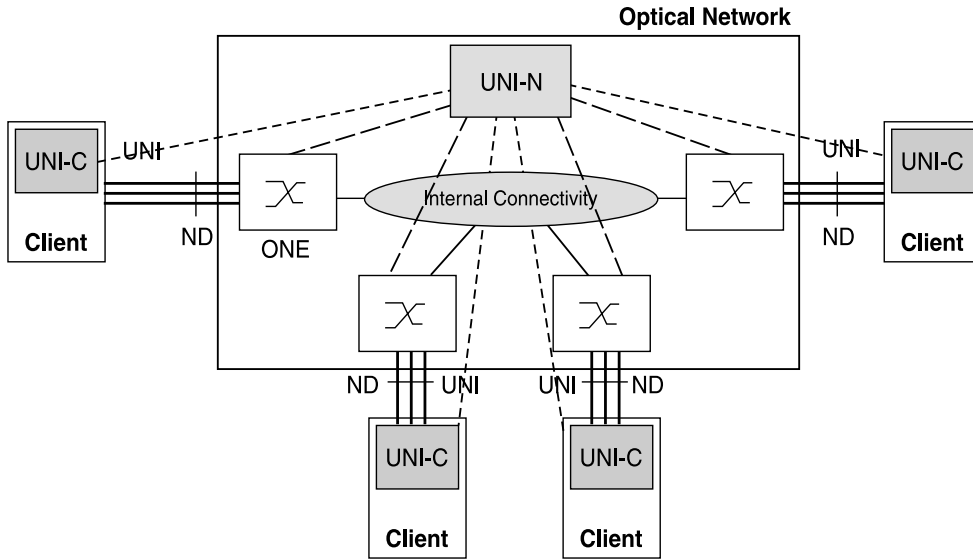 Optical Network
UNI-N
UNI-C
UNI
UNI
UNI-C
Internal Connectivity
ND
ND
Client
ONE
Client
ND
UNI
UNI
ND
UNI-C
UNI-C
Client
Client